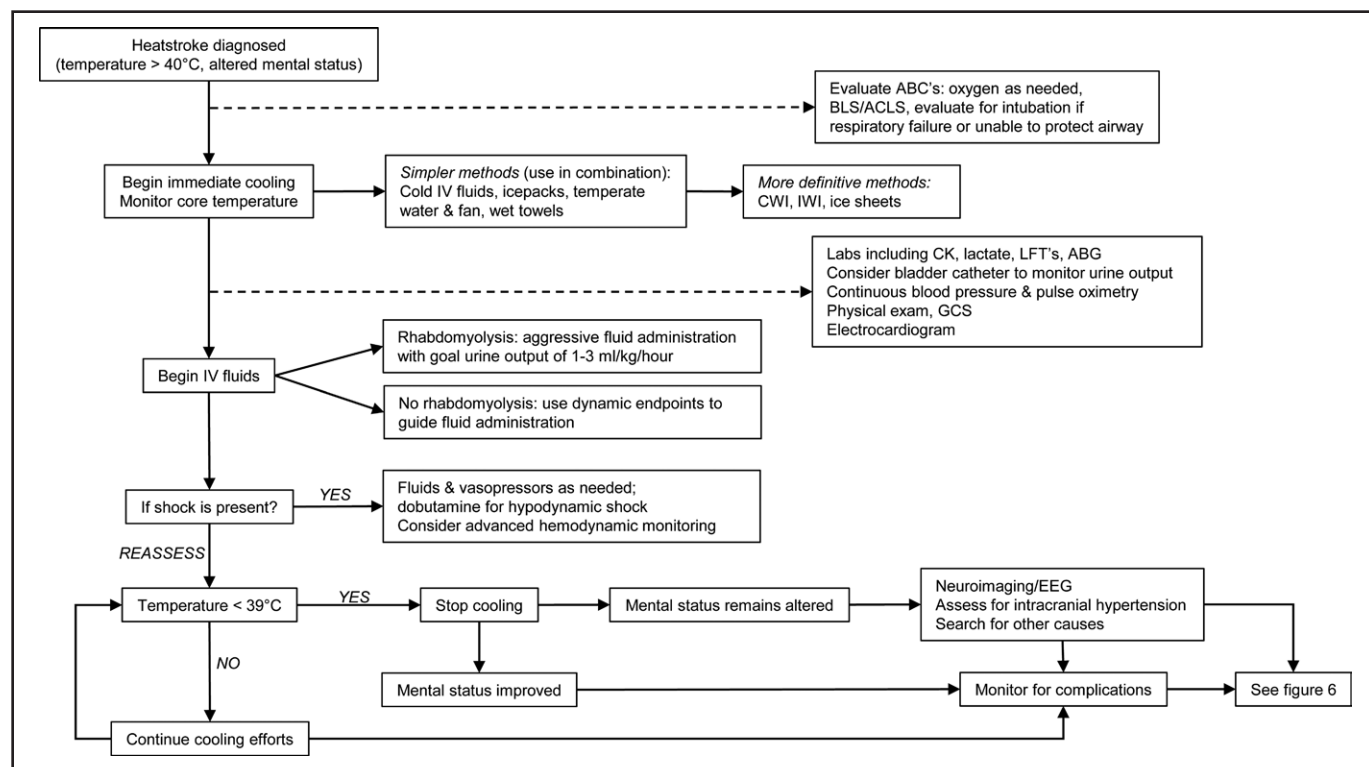 Heatstroke diagnosed
(temperature > 40°C, altered mental status)
Evaluate ABC's: oxygen as needed,
BLS/ACLS, evaluate for intubation if
respiratory failure or unable to protect airway
Begin immediate cooling
Monitor core temperature
Simpler methods (use in combination):
Cold IV fluids, icepacks, temperate
water & fan, wet towels
More definitive methods:
CWI, IWI, ice sheets
Labs including CK, lactate, LFT's, ABG
Consider bladder catheter to monitor urine output
Continuous blood pressure & pulse oximetry
Physical exam, GCS
Electrocardiogram
Begin IV fluids
Rhabdomyolysis: aggressive fluid administration
with goal urine output of 1-3 ml/kg/hour
No rhabdomyolysis: use dynamic endpoints to
guide fluid administration
If shock is present?
YES
Fluids & vasopressors as needed;
dobutamine for hypodynamic shock
Consider advanced hemodynamic monitoring
REASSESS
Temperature < 39°C
YES
Stop cooling
Mental status remains altered
Neuroimaging/EEG
Assess for intracranial hypertension
Search for other causes
NO
Mental status improved
Monitor for complications
See figure 6
Continue cooling efforts